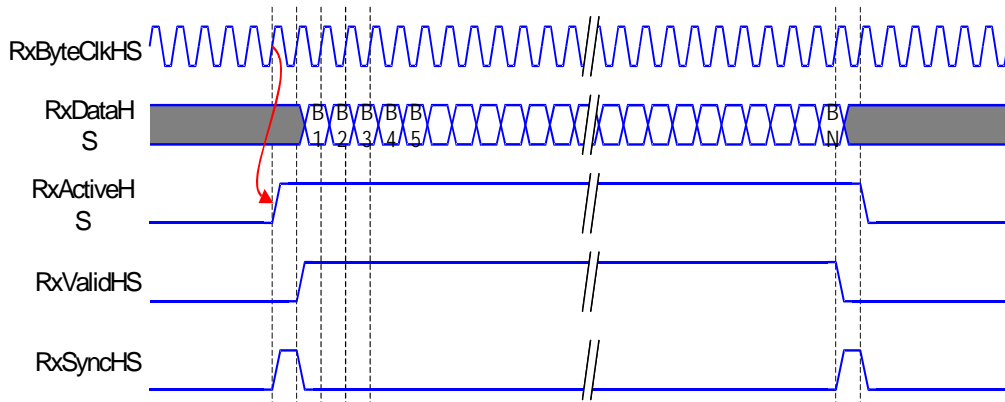 RxByteClkHS
RxDataH
S
B B B B B
1 2 3 4 5
B
N
RxActiveH
S
RxValidHS
RxSyncHS